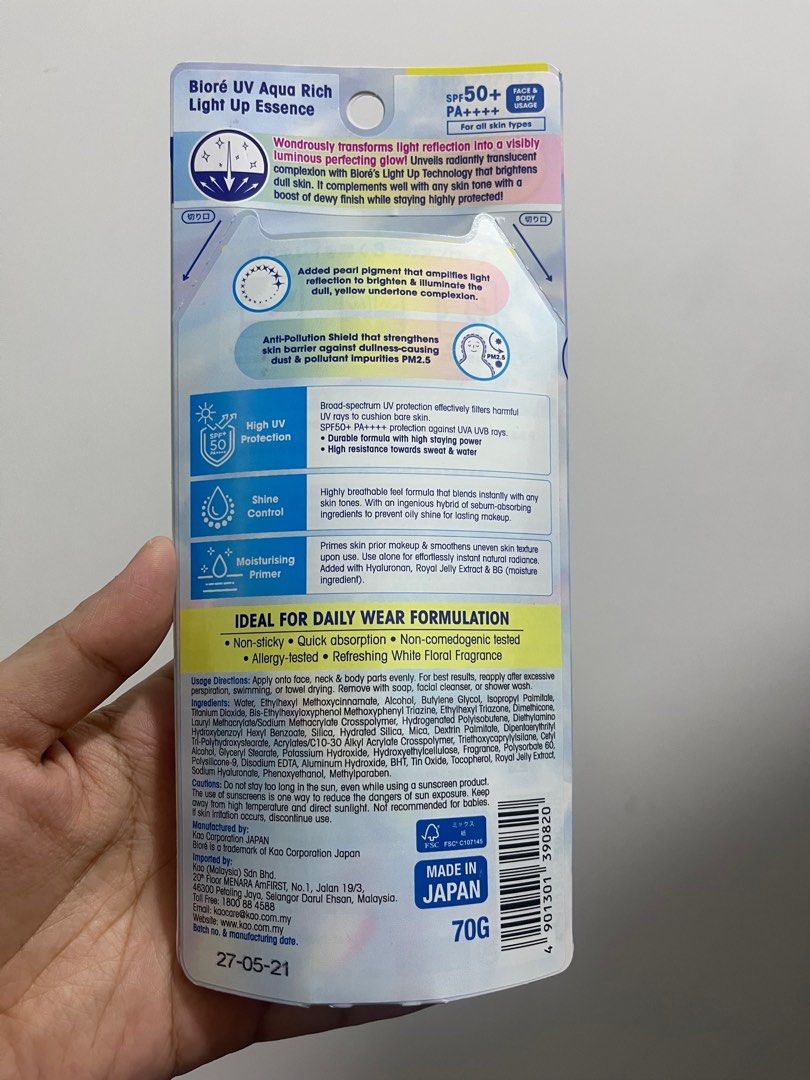 Bioré UV Aqua Rich
Light Up Essence
SPF50+
PA++++
FACE &
BODY
USAGE
For all skin types
Wondrously transforms light reflection into a visibly
luminous perfecting glow! Unveils radiantly translucent
complexion with Bioré's Light Up Technology that brightens
dull skin. It complements well with any skin tone with a
boost of dewy finish while staying highly protected!
切り口
切り口
Added pearl pigment that amplifies light
reflection to brighten & illuminate the
dull, yellow undertone complexion.
Anti-Pollution Shield that strengthens
skin barrier against dullness-causing
dust & pollutant impurities PM2.5
PM2.5
SPF+
50
PA++++
High UV
Protection
Broad-spectrum UV protection effectively filters harmful
UV rays to cushion bare skin.
SPF50+ PA++++ protection against UVA UVB rays.
• Durable formula with high staying power
• High resistance towards sweat & water
Shine
Control
Highly breathable feel formula that blends instantly with any
skin tones. With an ingenious hybrid of sebum-absorbing
ingredients to prevent oily shine for lasting makeup.
Moisturising
Primer
Primes skin prior makeup & smoothens uneven skin texture
upon use. Use alone for effortlessly instant natural radiance.
Added with Hyaluronan, Royal Jelly Extract & BG (moisture
ingredient).
IDEAL FOR DAILY WEAR FORMULATION
• Non-sticky • Quick absorption • Non-comedogenic tested
• Allergy-tested • Refreshing White Floral Fragrance
Usage Directions: Apply onto face, neck & body parts evenly. For best results, reapply after excessive
perspiration, swimming, or towel drying. Remove with soap, facial cleanser, or shower wash.
Ingredients: Water, Ethylhexyl Methoxycinnamate, Alcohol, Butylene Glycol, Isopropyl Palmitate,
Titanium Dioxide, Bis-Ethylhexyloxyphenol Methoxyphenyl Triazine, Ethylhexyl Triazone, Dimethicone,
Lauryl Methacrylate/Sodium Methacrylate Crosspolymer, Hydrogenated Polyisobutene, Diethylamino
Hydroxybenzoyl Hexyl Benzoate, Silica, Hydrated Silica, Mica, Dextrin Palmitate, Dipentaerythrityl
Tri-Polyhydroxystearate, Acrylates/C10-30 Alkyl Acrylate Crosspolymer, Triethoxycaprylylsilane, Cetyl
Alcohol, Glyceryl Stearate, Potassium Hydroxide, Hydroxyethylcellulose, Fragrance, Polysorbate 60,
Polysilicone-9, Disodium EDTA, Aluminum Hydroxide, BHT, Tin Oxide, Tocopherol, Royal Jelly Extract,
Sodium Hyaluronate, Phenoxyethanol, Methylparaben.
Cautions: Do not stay too long in the sun, even while using a sunscreen product.
The use of sunscreens is one way to reduce the dangers of sun exposure. Keep
away from high temperature and direct sunlight. Not recommended for babies.
If skin irritation occurs, discontinue use.
Manufactured by:
Kao Corporation JAPAN
Bioré is a trademark of Kao Corporation Japan
Imported by:
Kao (Malaysia) Sdn Bhd.
20th Floor MENARA AmFIRST, No.1, Jalan 19/3,
46300 Petaling Jaya, Selangor Darul Ehsan, Malaysia.
Toll Free: 1800 88 4588
Email: kaocare@kao.com.my
Website: www.kao.com.my
Batch no. & manufacturing date.
27-05-21
FSC
ミックス
紙
FSC® C107145
MADE IN
JAPAN
70G
4 901301 390820